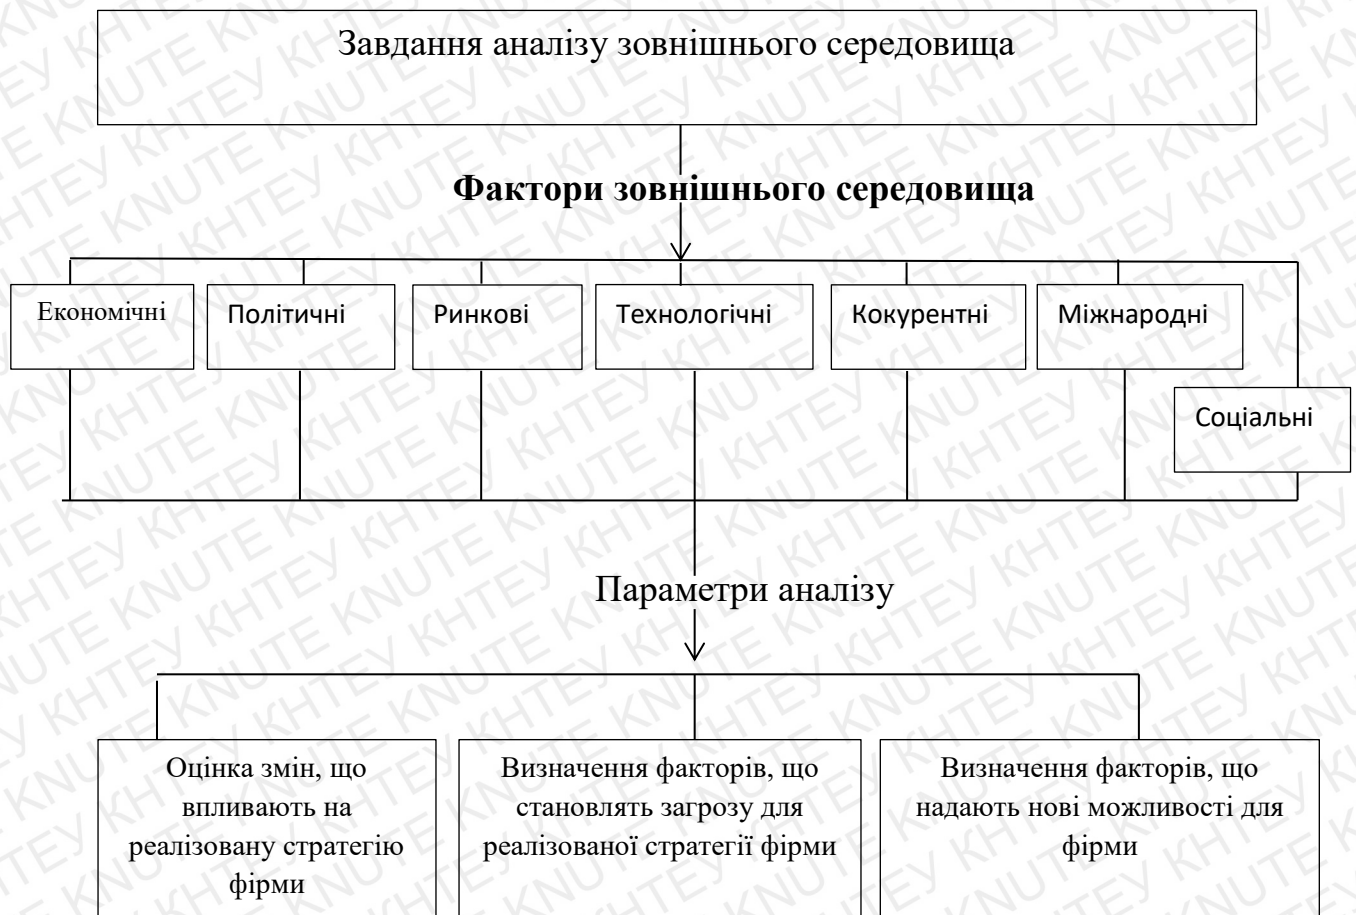 Завдання аналізу зовнішнього середовища
Фактори зовнішнього середовища
Економічні
Політичні
Ринкові
Технологічні
Кокурентні
Міжнародні
Соціальні
Параметри аналізу
Оцінка змін, що
впливають на
реалізовану стратегію
фірми
Визначення факторів, що
становлять загрозу для
реалізованої стратегії фірми
Визначення факторів, що
надають нові можливості для
фірми